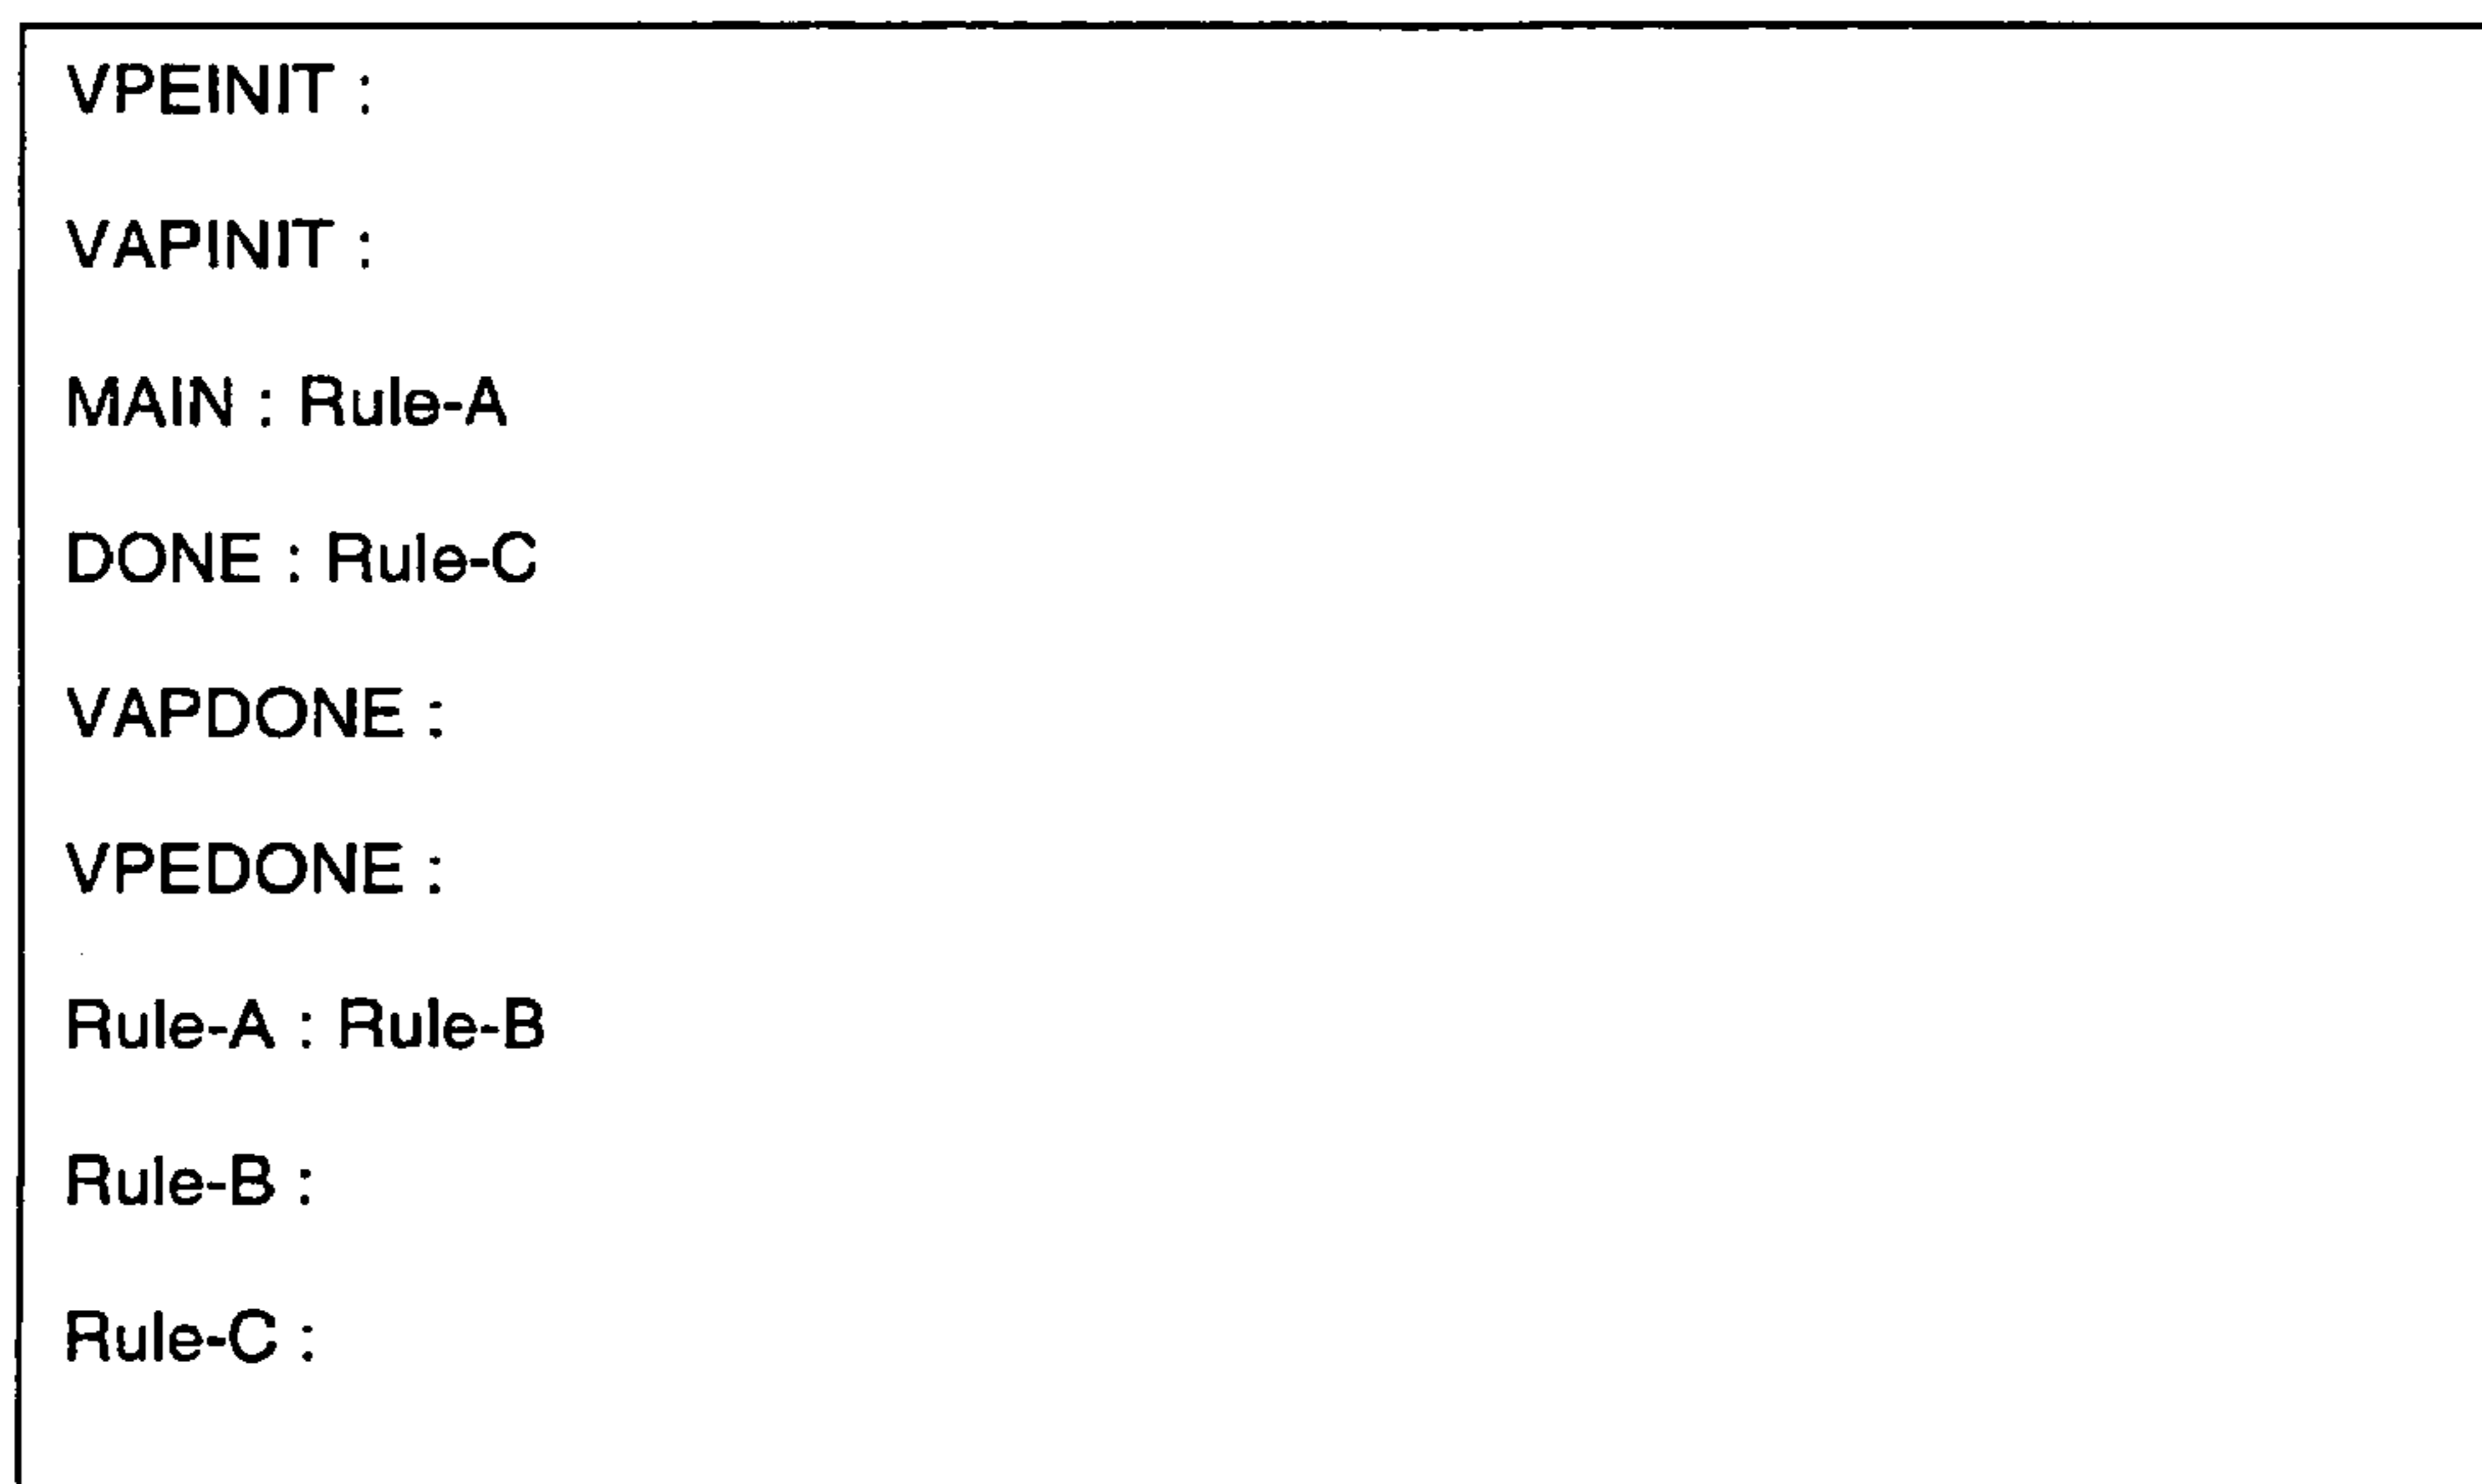 VPEINIT :
VAPINIT :
MAIN : Rule-A
DONE : Rule-C
VAPDONE :
VPEDONE :
Rule-A : Rule-B
Rule-B :
Rule-C :